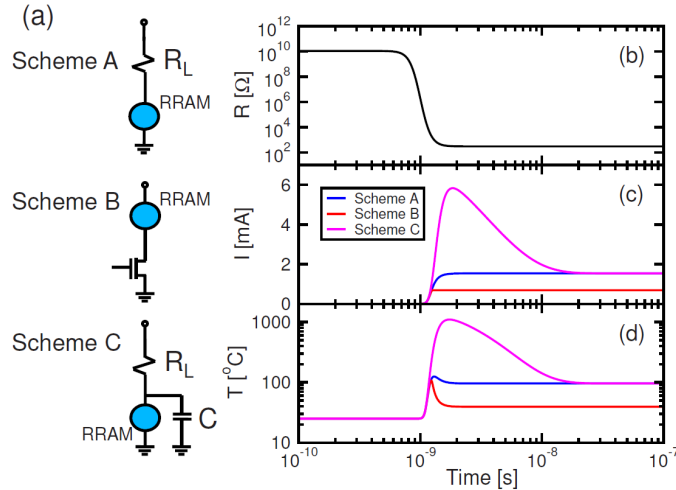 (a)
Scheme A
R_L
RRAM
Scheme B
RRAM
Scheme C
R_L
RRAM
C
R [Ω]
10^12
10^10
10^8
10^6
10^4
10^2
(b)
I [mA]
6
4
2
0
Scheme A
Scheme B
Scheme C
(c)
T [°C]
1000
100
10
(d)
10^-10
10^-9
10^-8
10^-7
Time [s]